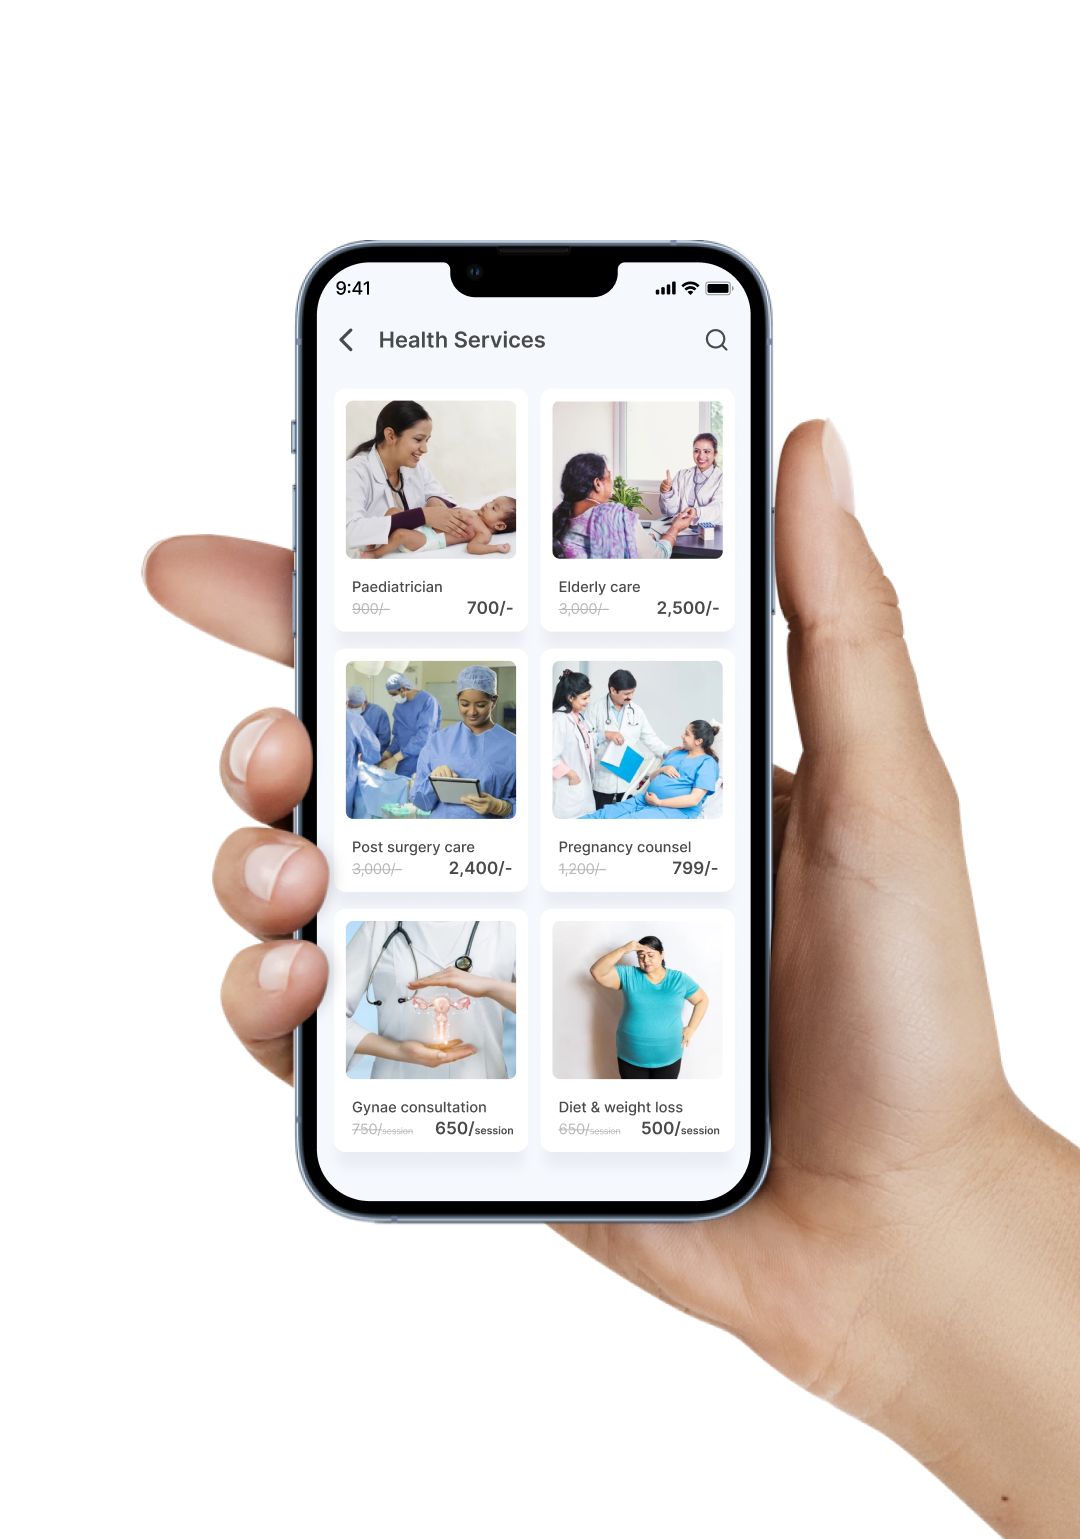 9:41
Health Services
Paediatrician
900/-
700/-
Elderly care
3,000/-
2,500/-
Post surgery care
3,000/-
2,400/-
Pregnancy counsel
1,200/-
799/-
Gynae consultation
750/session
650/session
Diet & weight loss
650/session
500/session